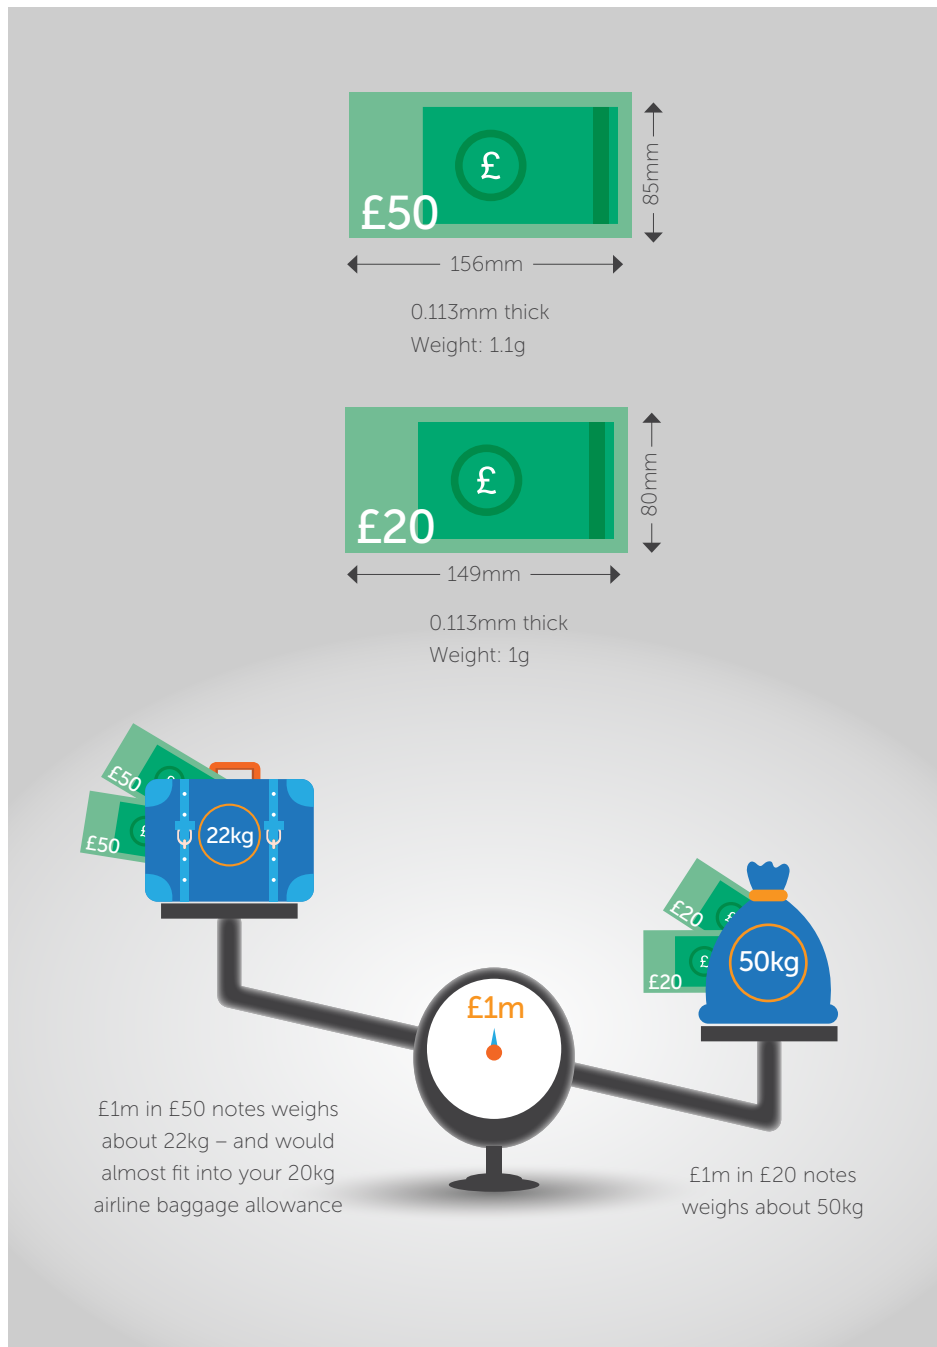 £
£50
85mm
156mm
0.113mm thick
Weight: 1.1g
£
£20
80mm
149mm
0.113mm thick
Weight: 1g
£50
£50
£
22kg
£20
£
£20
£
50kg
£1m
£1m in £50 notes weighs
about 22kg – and would
almost fit into your 20kg
airline baggage allowance
£1m in £20 notes
weighs about 50kg